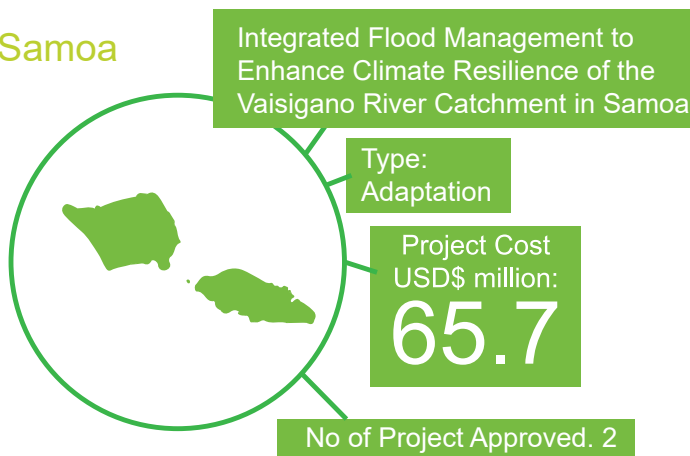 Samoa
Integrated Flood Management to
Enhance Climate Resilience of the
Vaisigano River Catchment in Samoa
Type:
Adaptation
Project Cost
USD$ million:
65.7
No of Project Approved. 2